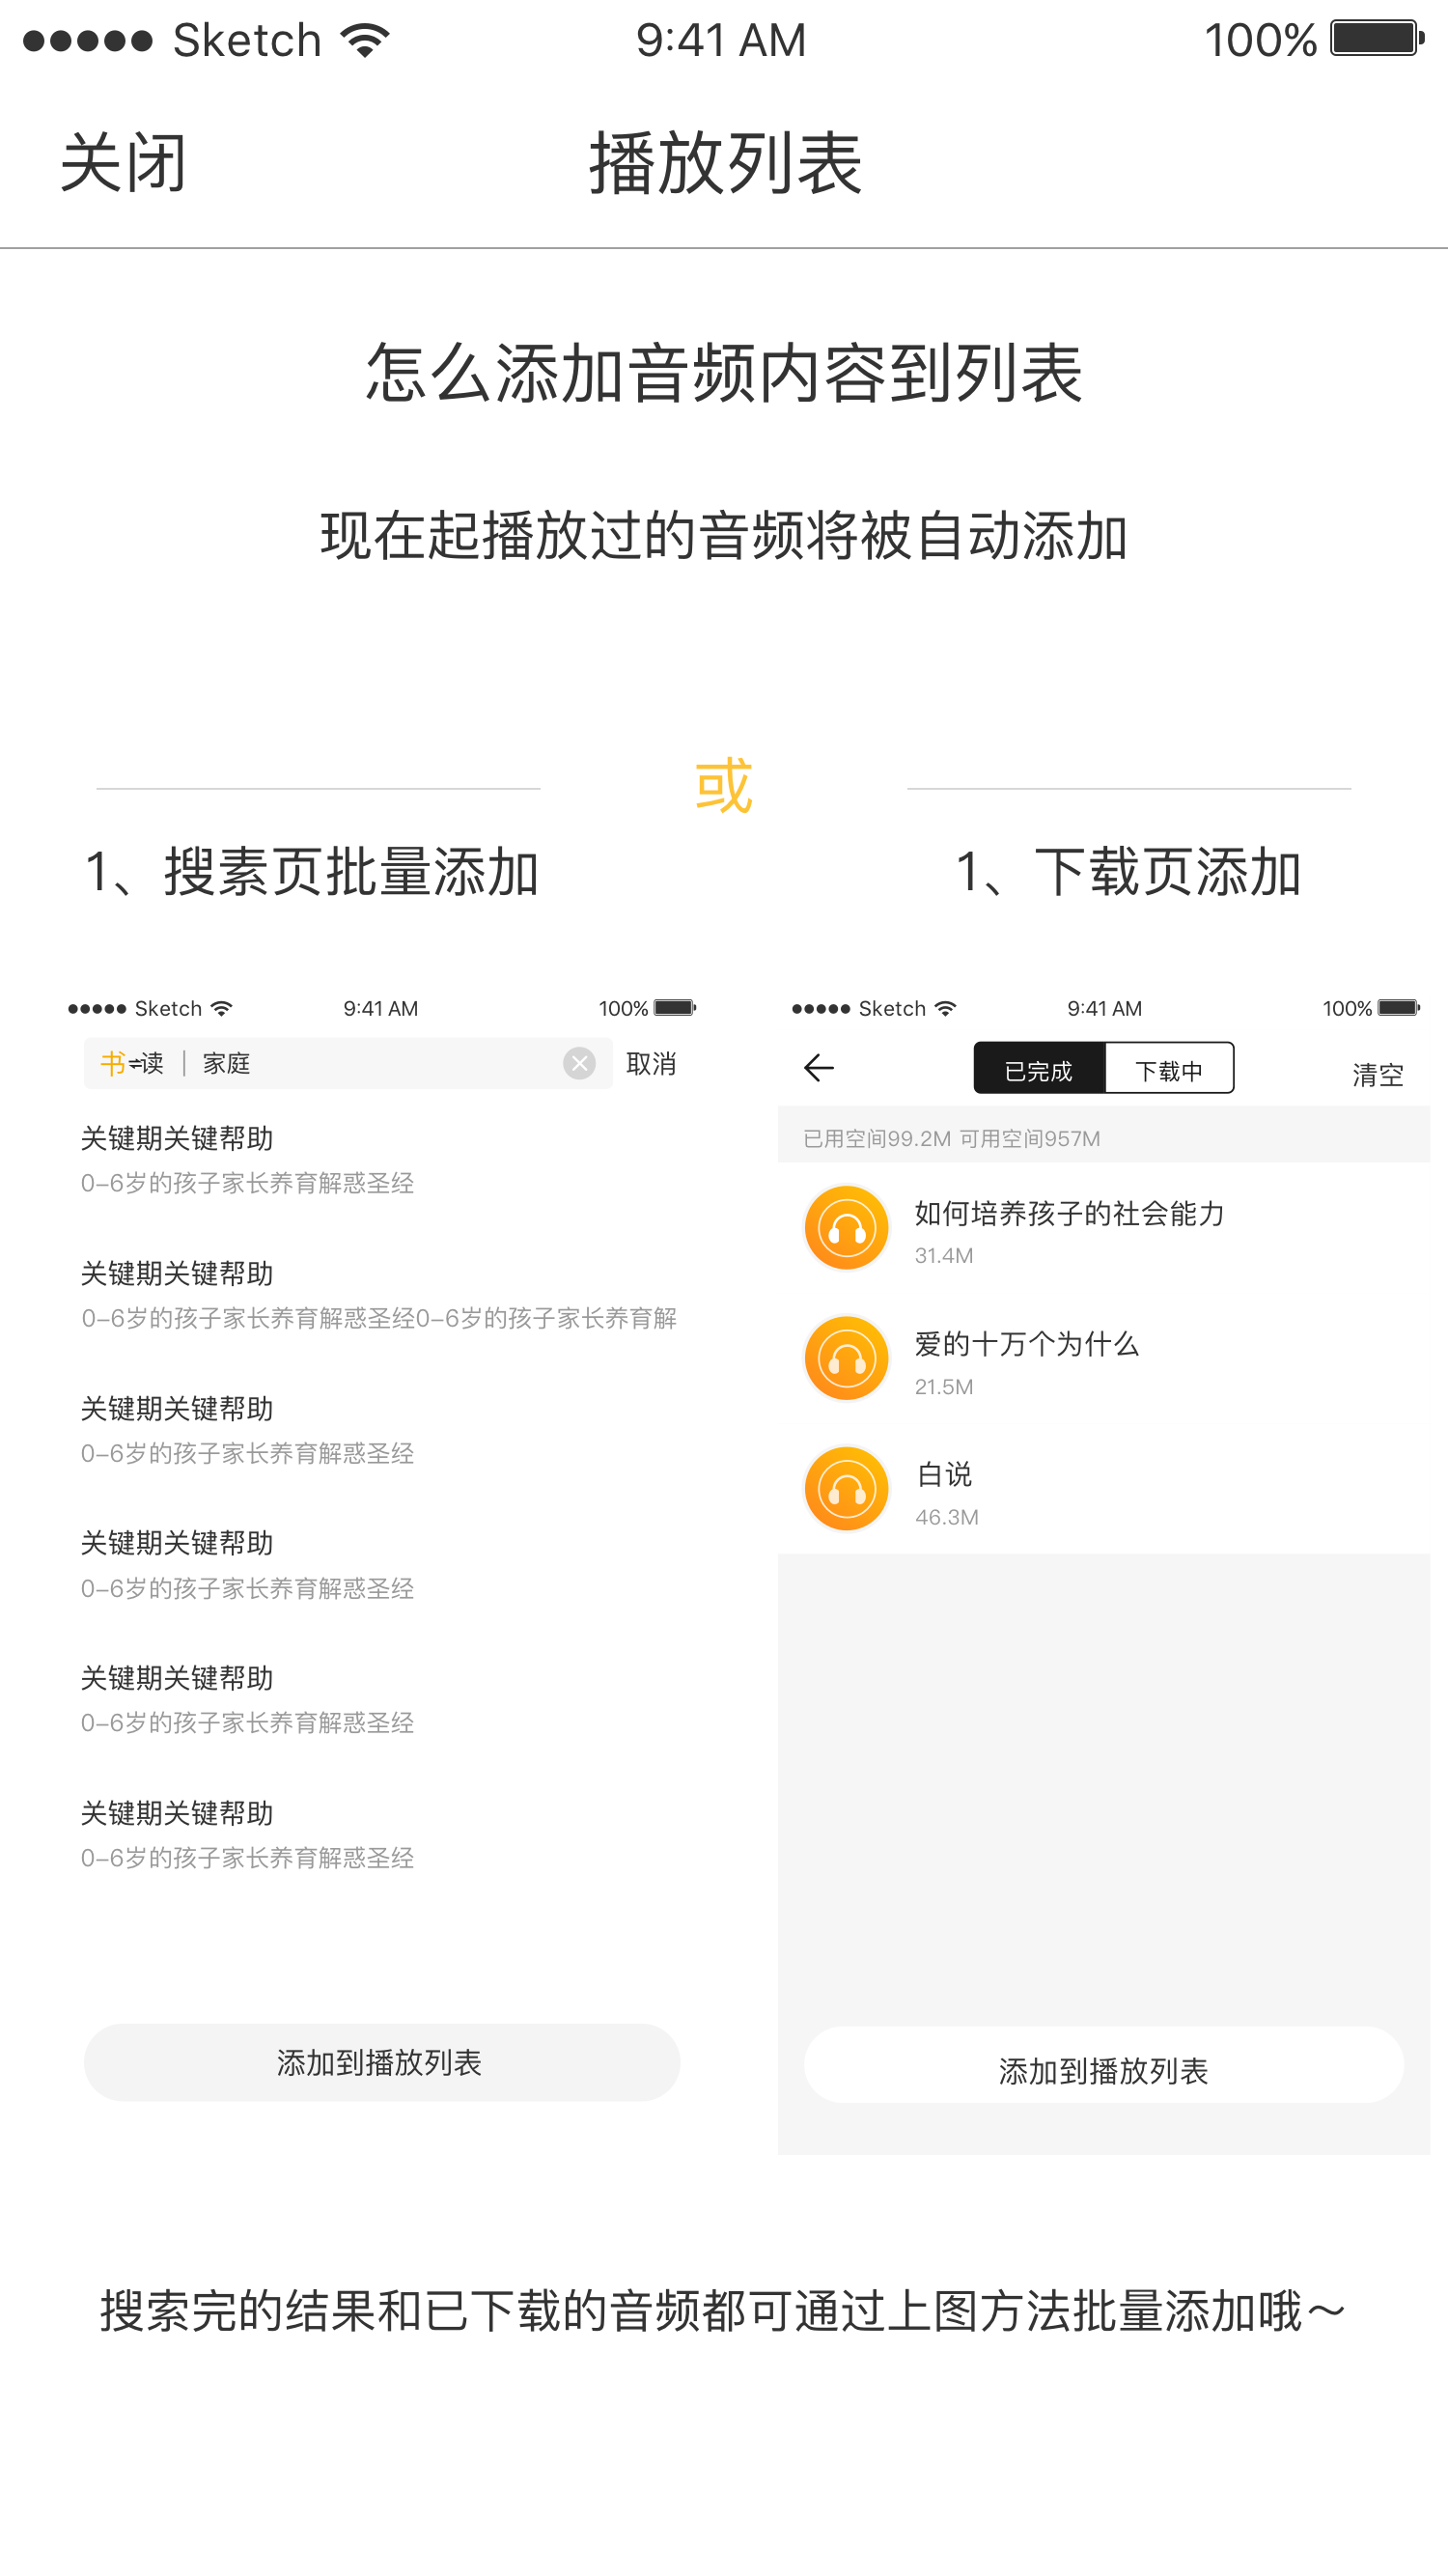 Sketch 9:41 AM 100%
关闭 播放列表
怎么添加音频内容到列表
现在起播放过的音频将被自动添加
或
1、搜素页批量添加
Sketch 9:41 AM 100%
书 读 | 家庭 取消
关键期关键帮助
0-6岁的孩子家长养育解惑圣经
关键期关键帮助
0-6岁的孩子家长养育解惑圣经0-6岁的孩子家长养育解
关键期关键帮助
0-6岁的孩子家长养育解惑圣经
关键期关键帮助
0-6岁的孩子家长养育解惑圣经
关键期关键帮助
0-6岁的孩子家长养育解惑圣经
关键期关键帮助
0-6岁的孩子家长养育解惑圣经
添加到播放列表
1、下载页添加
Sketch 9:41 AM 100%
已完成 下载中 清空
已用空间99.2M 可用空间957M
如何培养孩子的社会能力
31.4M
爱的十万个为什么
21.5M
白说
46.3M
添加到播放列表
搜索完的结果和已下载的音频都可通过上图方法批量添加哦～